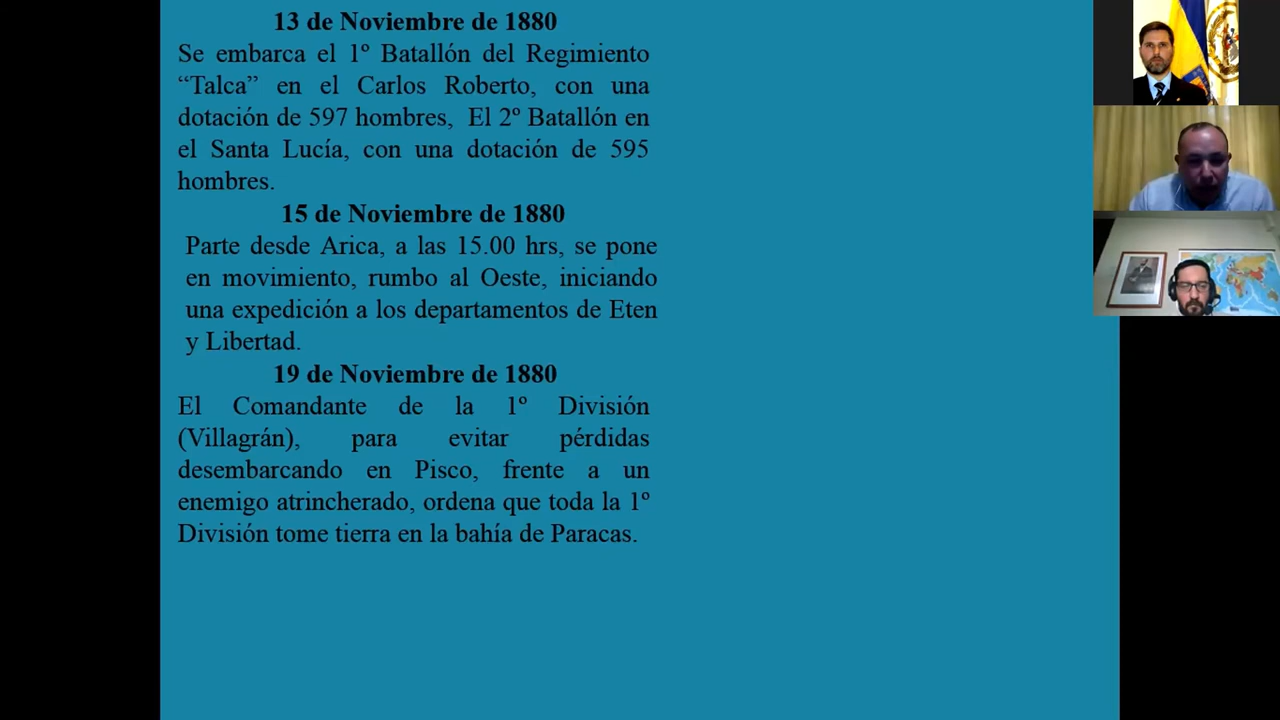 13 de Noviembre de 1880
Se embarca el 1º Batallón del Regimiento
“Talca” en el Carlos Roberto, con una
dotación de 597 hombres, El 2º Batallón en
el Santa Lucía, con una dotación de 595
hombres.
15 de Noviembre de 1880
Parte desde Arica, a las 15.00 hrs, se pone
en movimiento, rumbo al Oeste, iniciando
una expedición a los departamentos de Eten
y Libertad.
19 de Noviembre de 1880
El Comandante de la 1º División
(Villagrán), para evitar pérdidas
desembarcando en Pisco, frente a un
enemigo atrincherado, ordena que toda la 1º
División tome tierra en la bahía de Paracas.